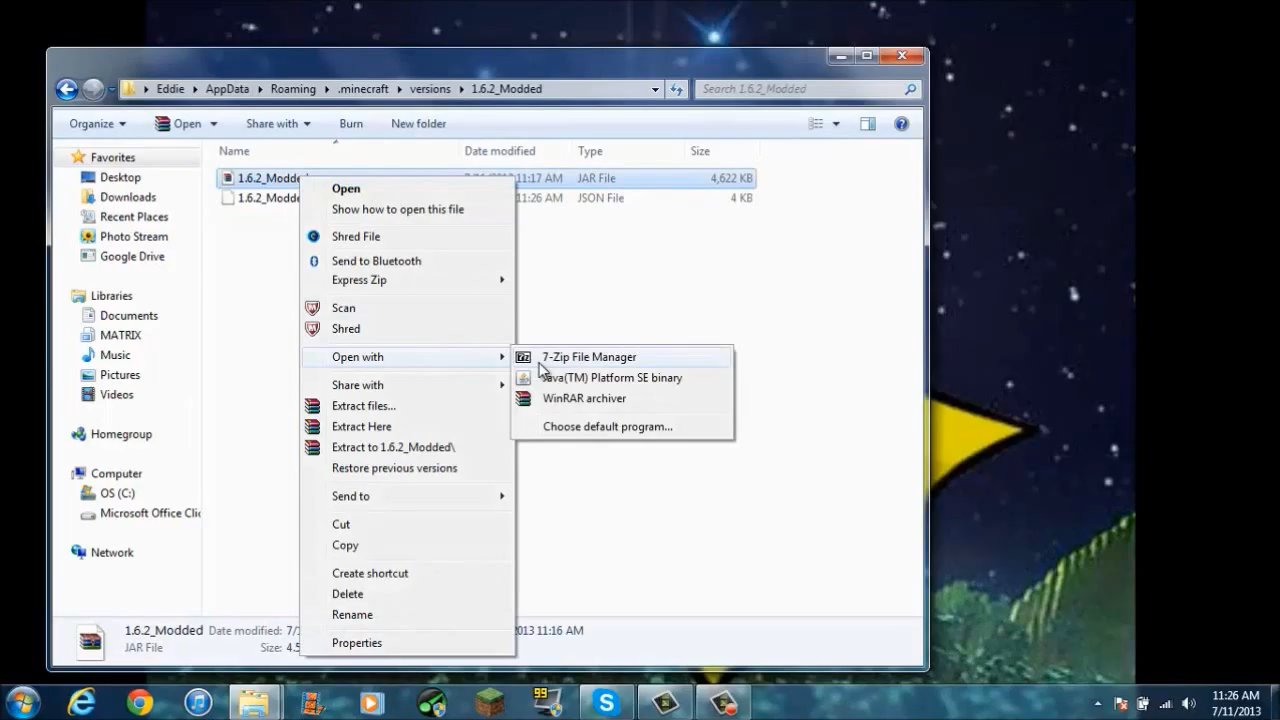 Eddie AppData Roaming .minecraft versions 1.6.2_Modded
Search 1.6.2_Modded
Organize Open Share with Burn New folder
Name Date modified Type Size
Favorites
Desktop
Downloads
Recent Places
Photo Stream
Google Drive
Libraries
Documents
MATRIX
Music
Pictures
Videos
Homegroup
Computer
OS (C:)
Microsoft Office Clic
Network
1.6.2_Modde 11:17 AM JAR File 4,622 KB
1.6.2_Modde 11:26 AM JSON File 4 KB
Open
Show how to open this file
Shred File
Send to Bluetooth
Express Zip
Scan
Shred
Open with
Share with
Extract files...
Extract Here
Extract to 1.6.2_Modded\
Restore previous versions
Send to
Cut
Copy
Create shortcut
Delete
Rename
Properties
7-Zip File Manager
Java(TM) Platform SE binary
WinRAR archiver
Choose default program...
1.6.2_Modded Date modified: 7/1 2013 11:16 AM
JAR File Size: 4.5
99
11:26 AM
7/11/2013